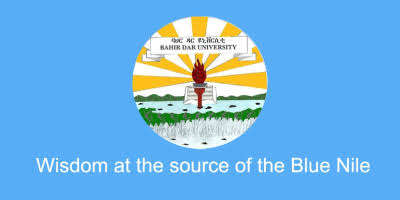 ባሕር ዳር ዩኒቨርሲቲ
BAHIR DAR UNIVERSITY
Wisdom at the source of the Blue Nile